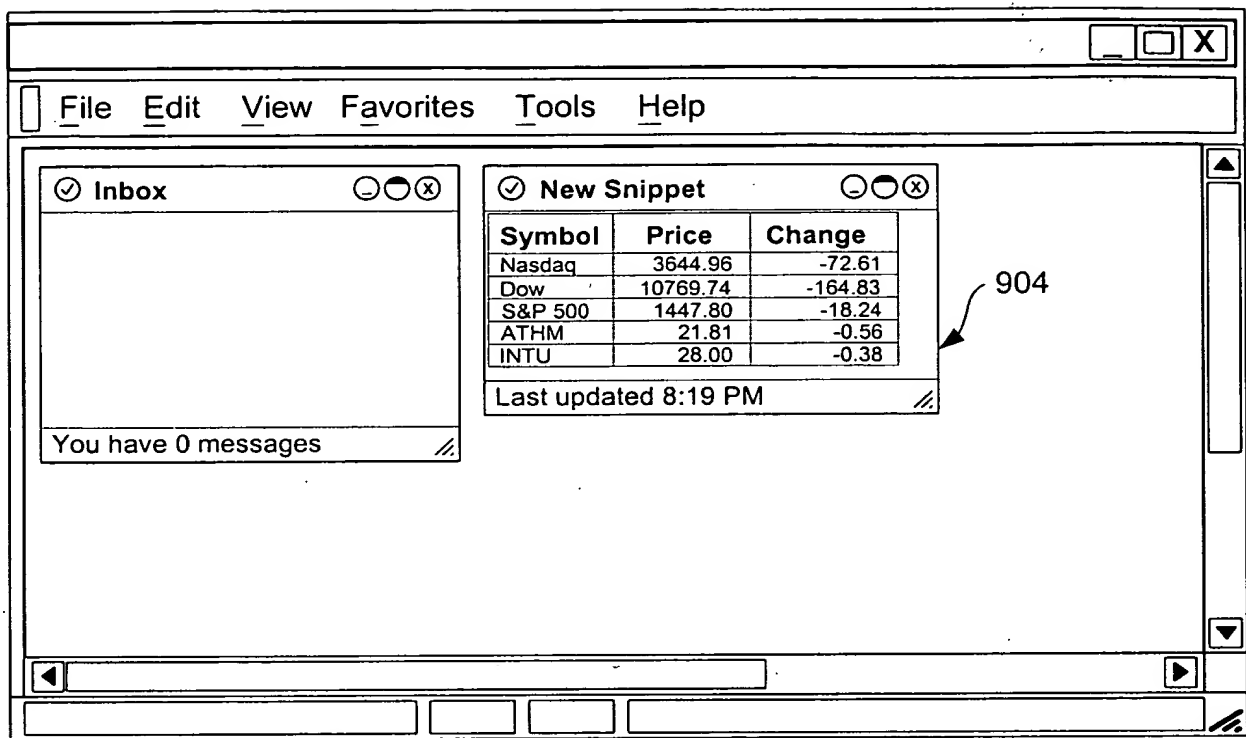 X
File Edit View Favorites Tools Help
Inbox
You have 0 messages
New Snippet
Symbol Price Change
Nasdaq 3644.96 -72.61
Dow 10769.74 -164.83
S&P 500 1447.80 -18.24
ATHM 21.81 -0.56
INTU 28.00 -0.38
Last updated 8:19 PM
904